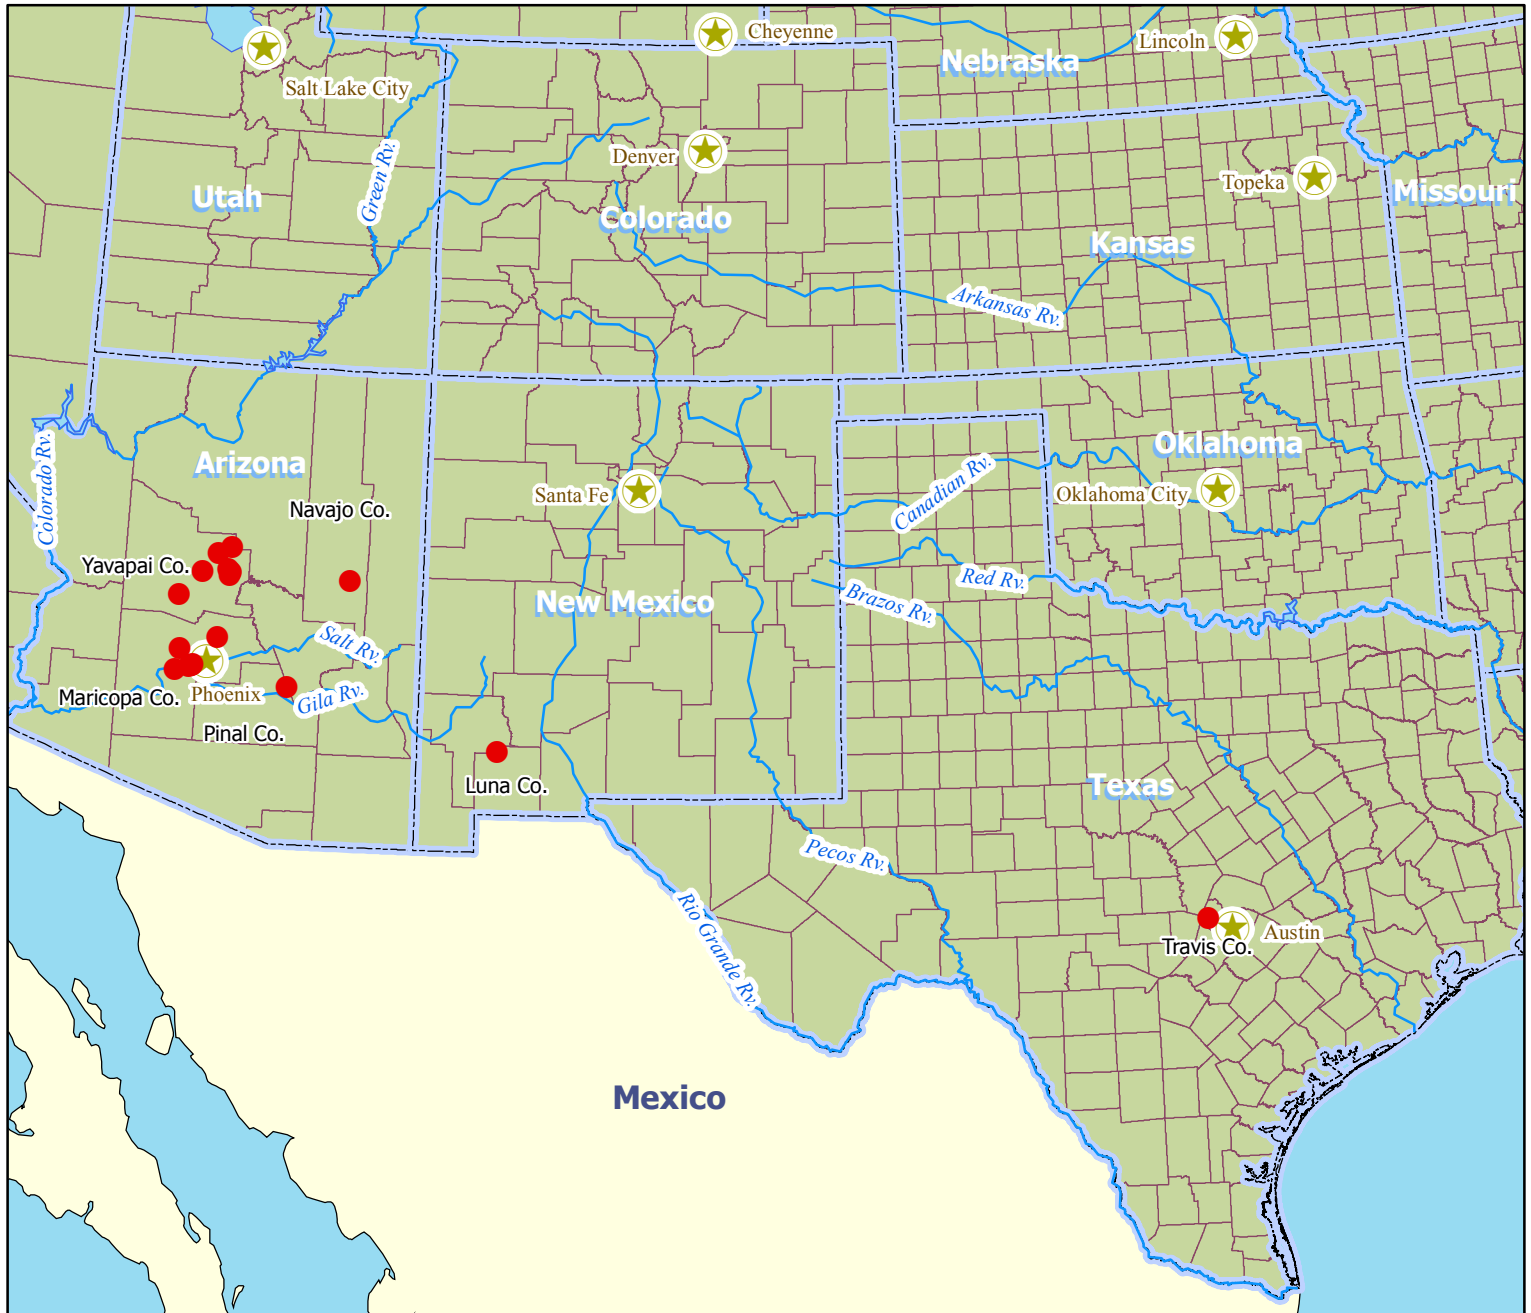 Cheyenne
Lincoln
Nebraska
Salt Lake City
Denver
Green Rv.
Topeka
Missouri
Utah
Colorado
Kansas
Arkansas Rv.
Colorado Rv.
Arizona
Oklahoma
Santa Fe
Canadian Rv.
Oklahoma City
Navajo Co.
Yavapai Co.
Red Rv.
New Mexico
Brazos Rv.
Salt Rv.
Maricopa Co.
Phoenix
Gila Rv.
Pinal Co.
Luna Co.
Texas
Pecos Rv.
Rio Grande Rv.
Austin
Travis Co.
Mexico